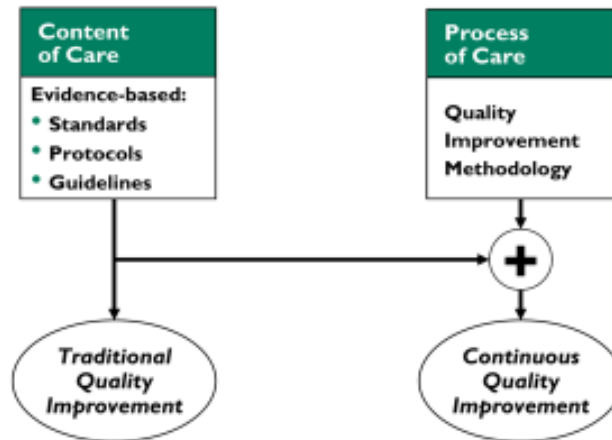 Content
of Care
Evidence-based:
• Standards
• Protocols
• Guidelines
Process
of Care
Quality
Improvement
Methodology
+
Traditional
Quality
Improvement
Continuous
Quality
Improvement